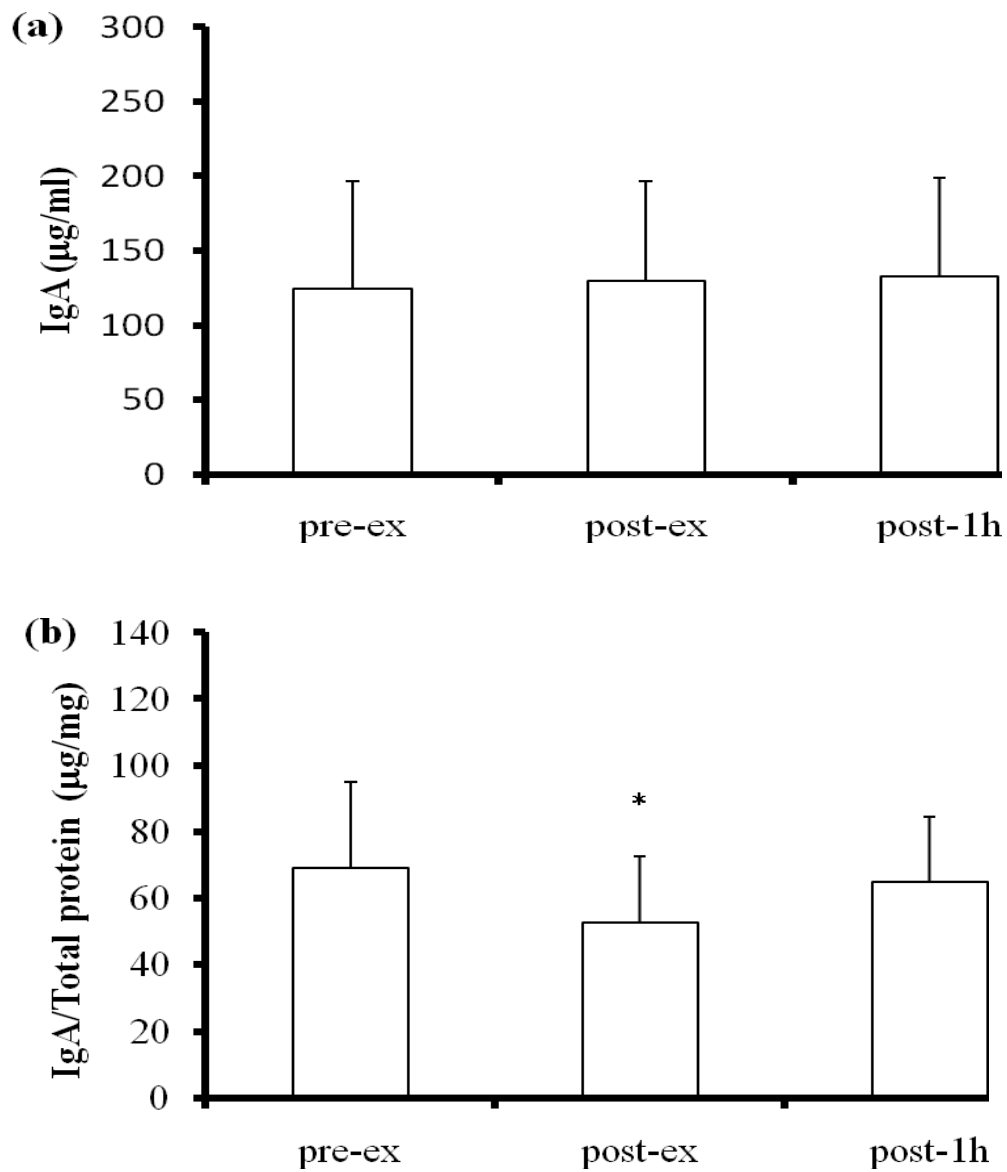 (a)
300
250
200
150
100
50
0
IgA (µg/ml)
pre-ex post-ex post-1h
(b)
140
120
100
80
60
40
20
0
IgA/Total protein (µg/mg)
*
pre-ex post-ex post-1h